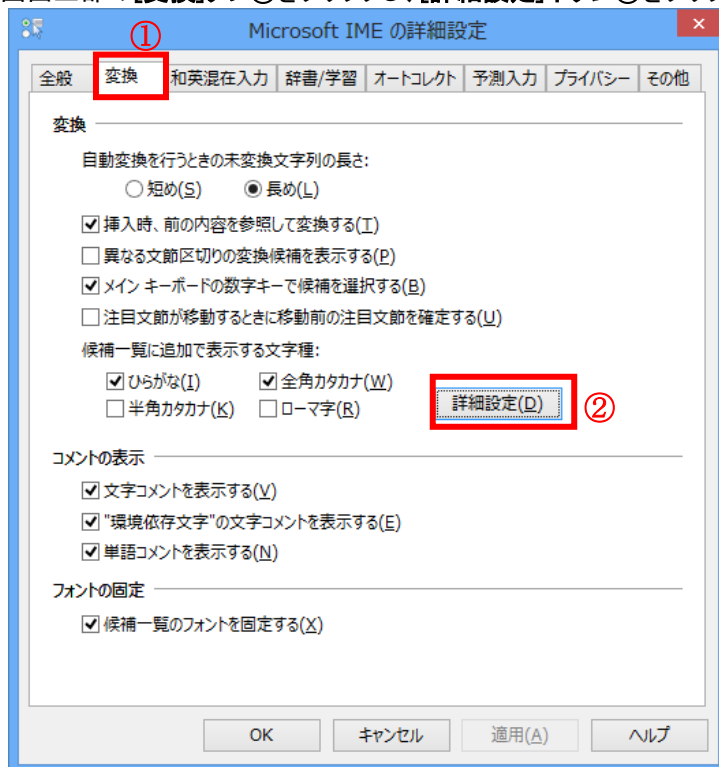 Microsoft IME の詳細設定
①
全般 変換 和英混在入力 辞書/学習 オートコレクト 予測入力 プライバシー その他
変換
自動変換を行うときの未変換文字列の長さ:
短め(S) 長め(L)
挿入時、前の内容を参照して変換する(T)
異なる文節区切りの変換候補を表示する(P)
メイン キーボードの数字キーで候補を選択する(B)
注目文節が移動するときに移動前の注目文節を確定する(U)
候補一覧に追加で表示する文字種:
ひらがな(I) 全角カタカナ(W)
半角カタカナ(K) ローマ字(R)
詳細設定(D) ②
コメントの表示
文字コメントを表示する(V)
"環境依存文字"の文字コメントを表示する(E)
単語コメントを表示する(N)
フォントの固定
候補一覧のフォントを固定する(X)
OK キャンセル 適用(A) ヘルプ